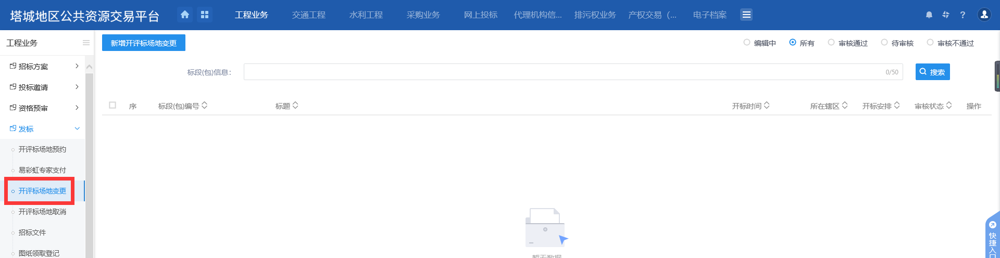 塔城地区公共资源交易平台 工程业务 交通工程 水利工程 采购业务 网上投标 代理机构信... 排污权业务 产权交易（... 电子档案 ?
工程业务
新增开评标场地变更 编辑中 所有 审核通过 待审核 审核不通过
招标方案
标段(包)信息： 0/50 搜索
投标邀请
资格预审
序 标段(包)编号 标题 开标时间 所在辖区 开标安排 审核状态 操作
发标
开评标场地预约
易彩虹专家支付
开评标场地变更
开评标场地取消
招标文件
图纸领取登记
暂无数据
快捷入口